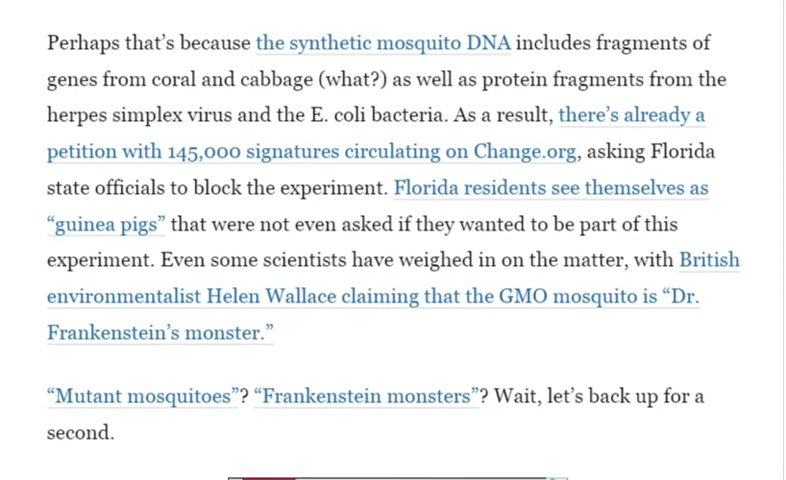 Perhaps that’s because the synthetic mosquito DNA includes fragments of
genes from coral and cabbage (what?) as well as protein fragments from the
herpes simplex virus and the E. coli bacteria. As a result, there’s already a
petition with 145,000 signatures circulating on Change.org, asking Florida
state officials to block the experiment. Florida residents see themselves as
“guinea pigs” that were not even asked if they wanted to be part of this
experiment. Even some scientists have weighed in on the matter, with British
environmentalist Helen Wallace claiming that the GMO mosquito is “Dr.
Frankenstein’s monster.”
“Mutant mosquitoes”? “Frankenstein monsters”? Wait, let’s back up for a
second.